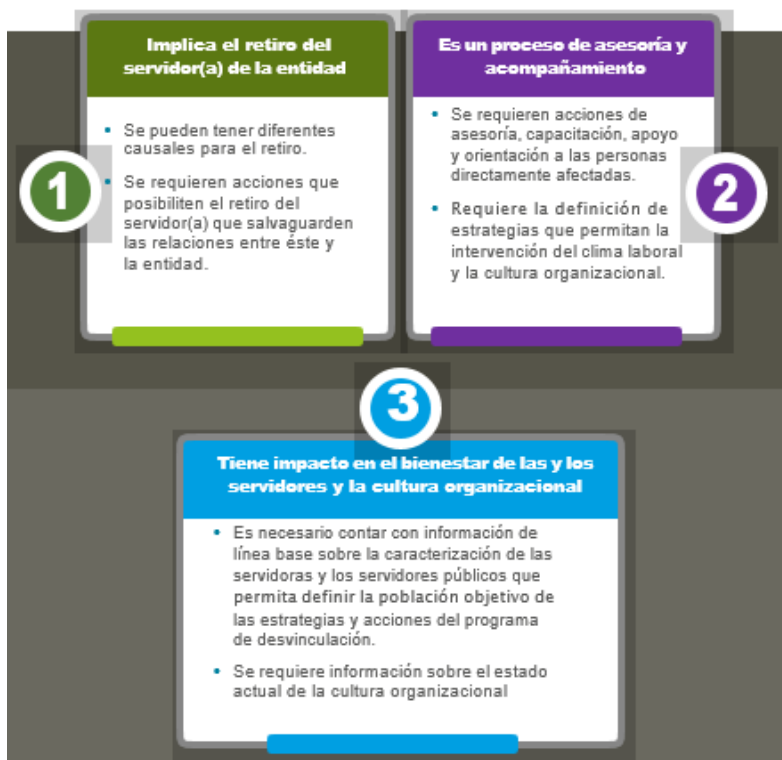 Implica el retiro del
servidor(a) de la entidad
• Se pueden tener diferentes
causales para el retiro.
• Se requieren acciones que
posibiliten el retiro del
servidor(a) que salvaguarden
las relaciones entre éste y
la entidad.
1
Es un proceso de asesoría y
acompañamiento
• Se requieren acciones de
asesoría, capacitación, apoyo
y orientación a las personas
directamente afectadas.
• Requiere la definición de
estrategias que permitan la
intervención del clima laboral
y la cultura organizacional.
2
3
Tiene impacto en el bienestar de las y los
servidores y la cultura organizacional
• Es necesario contar con información de
línea base sobre la caracterización de las
servidoras y los servidores públicos que
permita definir la población objetivo de
las estrategias y acciones del programa
de desvinculación.
• Se requiere información sobre el estado
actual de la cultura organizacional